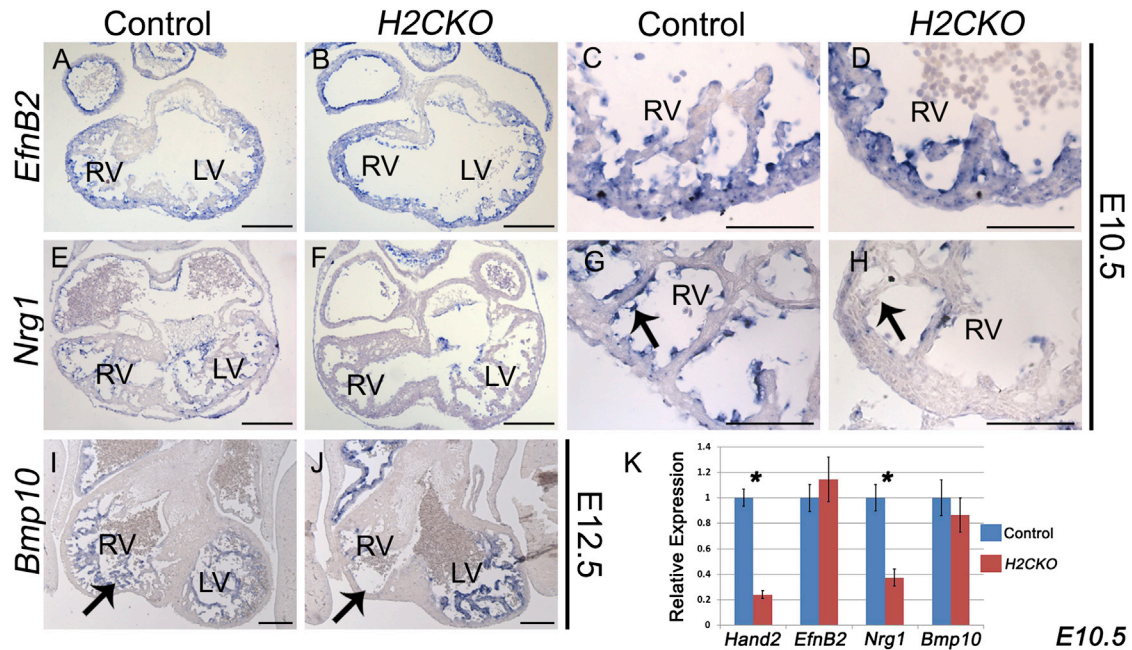 Control H2CKO Control H2CKO
EfnB2
A
RV LV
B
RV LV
C
RV
D
RV
Nrg1
E
RV LV
F
RV LV
G
RV
H
RV
E10.5
Bmp10
I
RV
LV
J
RV
LV
E12.5
K
Relative Expression
1.4
1.2
1
0.8
0.6
0.4
0.2
0
* *
Hand2 EfnB2 Nrg1 Bmp10
Control
H2CKO
E10.5